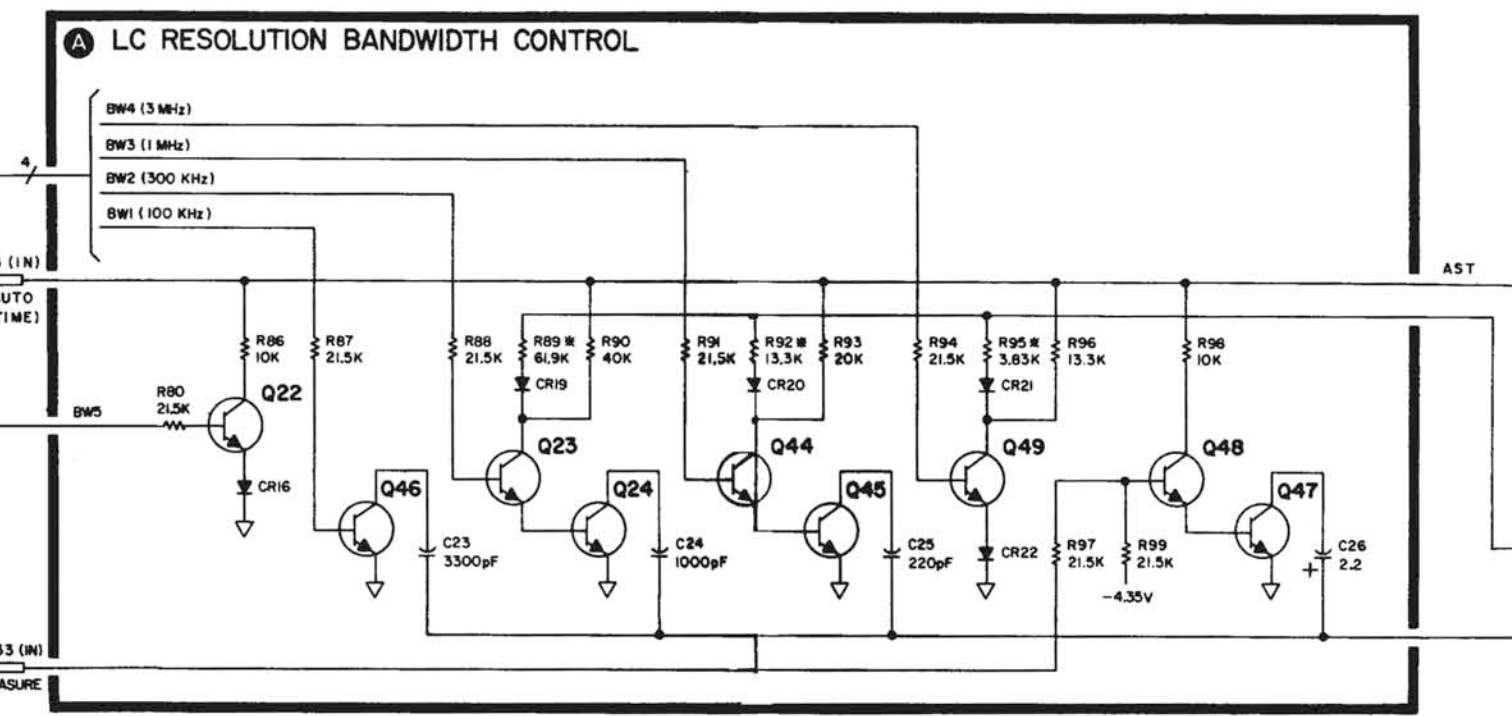 A LC RESOLUTION BANDWIDTH CONTROL
BW4 (3 MHz)
BW3 (1 MHz)
4
BW2 (300 KHz)
BW1 (100 KHz)
(IN)
AST
UTO
TIME)
R86
10K
R87
21.5K
R88
21.5K
R89※
61.9K
R90
40K
R91
21.5K
R92※
13.3K
R93
20K
R94
21.5K
R95※
3.83K
R96
13.3K
R98
10K
CR19
CR20
CR21
R80
21.5K
BW5
Q22
Q23
Q44
Q49
Q48
CR16
Q46
Q24
Q45
Q47
C23
3300pF
C24
1000pF
C25
220pF
CR22
R97
21.5K
R99
21.5K
-4.35V
C26
+ 2.2
33 (IN)
ASURE